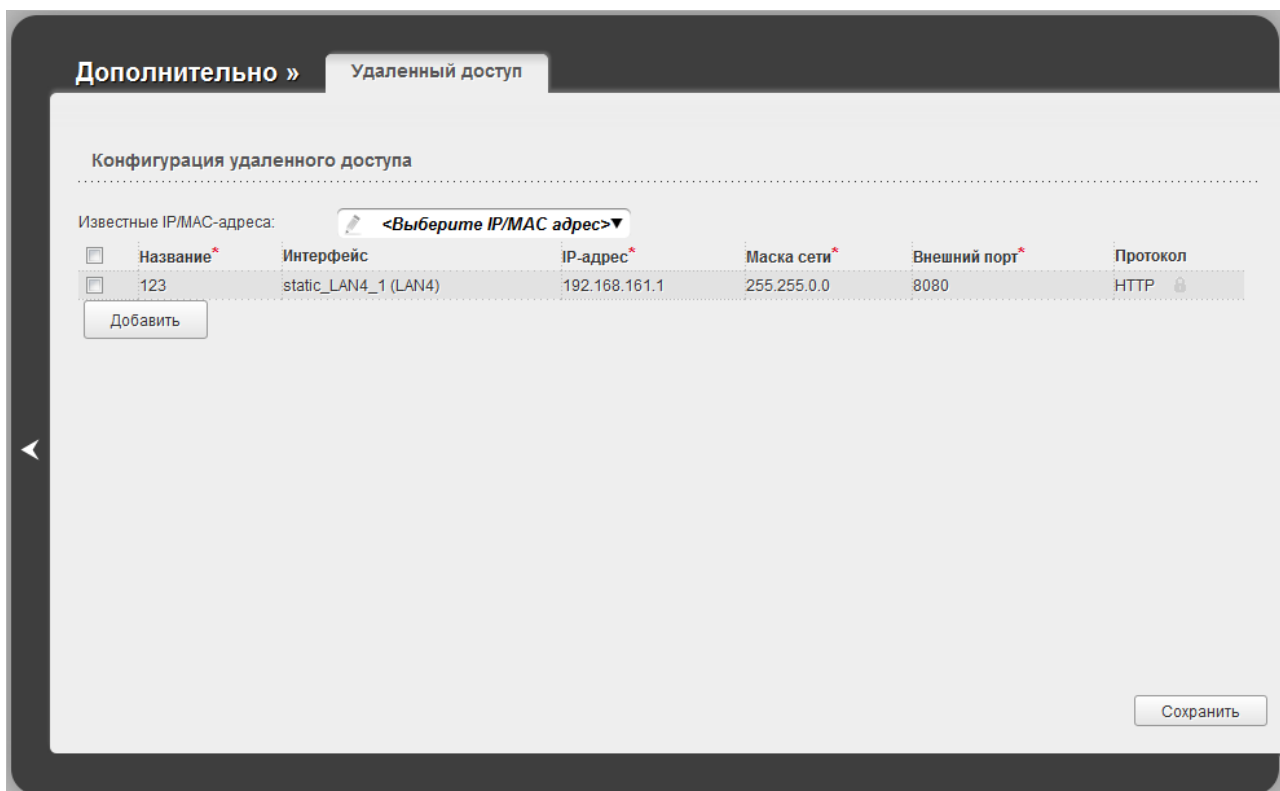 Дополнительно » Удаленный доступ
Конфигурация удаленного доступа
Известные IP/MAC-адреса: <Выберите IP/MAC адрес>▼
Название* Интерфейс IP-адрес* Маска сети* Внешний порт* Протокол
123 static_LAN4_1 (LAN4) 192.168.161.1 255.255.0.0 8080 HTTP
Добавить
Сохранить